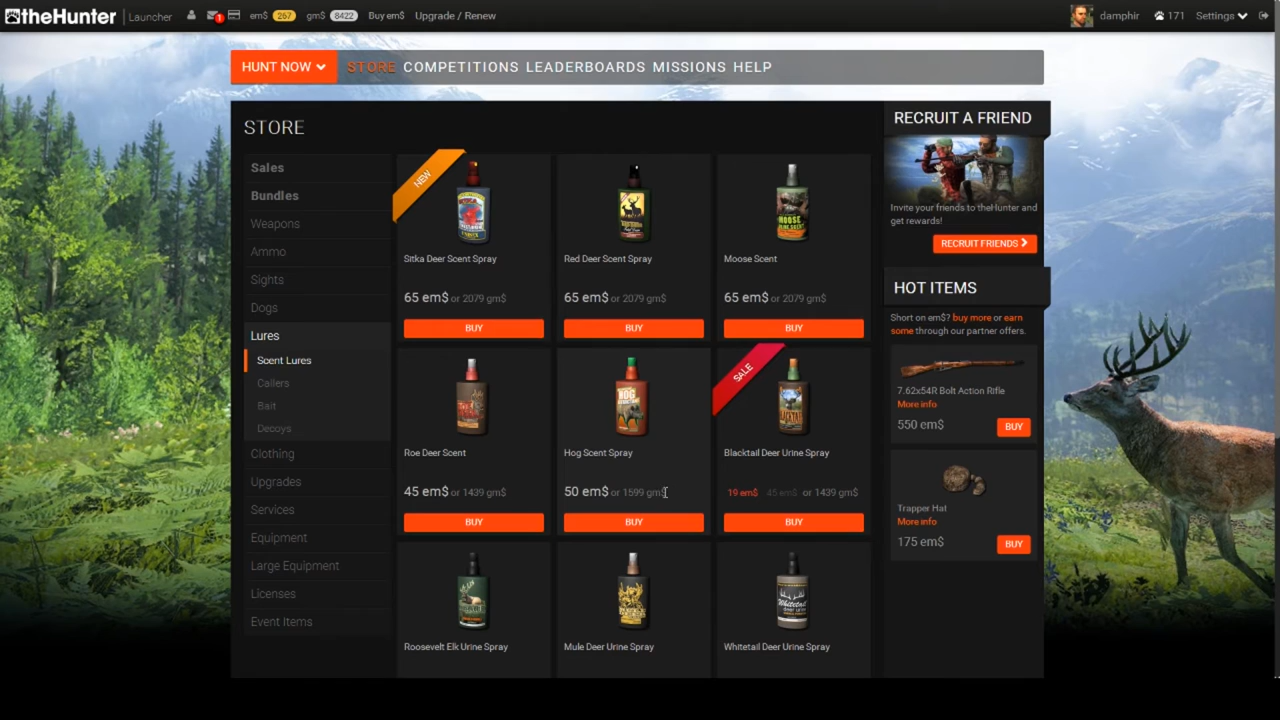 theHunter Launcher 1 em$ 267 gm$ 8422 Buy em$ Upgrade / Renew damphir 171 Settings
HUNT NOW STORE COMPETITIONS LEADERBOARDS MISSIONS HELP
STORE
Sales
Bundles
Weapons
Ammo
Sights
Dogs
Lures
Scent Lures
Callers
Bait
Decoys
Clothing
Upgrades
Services
Equipment
Large Equipment
Licenses
Event Items
NEW
Sitka Deer Scent Spray
65 em$ or 2079 gm$
BUY
Red Deer Scent Spray
65 em$ or 2079 gm$
BUY
MOOSE
Moose Scent
65 em$ or 2079 gm$
BUY
Roe Deer Scent
45 em$ or 1439 gm$
BUY
HOG
Hog Scent Spray
50 em$ or 1599 gm$
BUY
SALE
BLACKTAIL
Blacktail Deer Urine Spray
19 em$ 45 em$ or 1439 gm$
BUY
Roosevelt Elk Urine Spray
Mule Deer Urine Spray
Whitetail
Whitetail Deer Urine Spray
RECRUIT A FRIEND
Invite your friends to theHunter and
get rewards!
RECRUIT FRIENDS
HOT ITEMS
Short on em$? buy more or earn
some through our partner offers.
7.62x54R Bolt Action Rifle
More info
550 em$ BUY
Trapper Hat
More info
175 em$ BUY